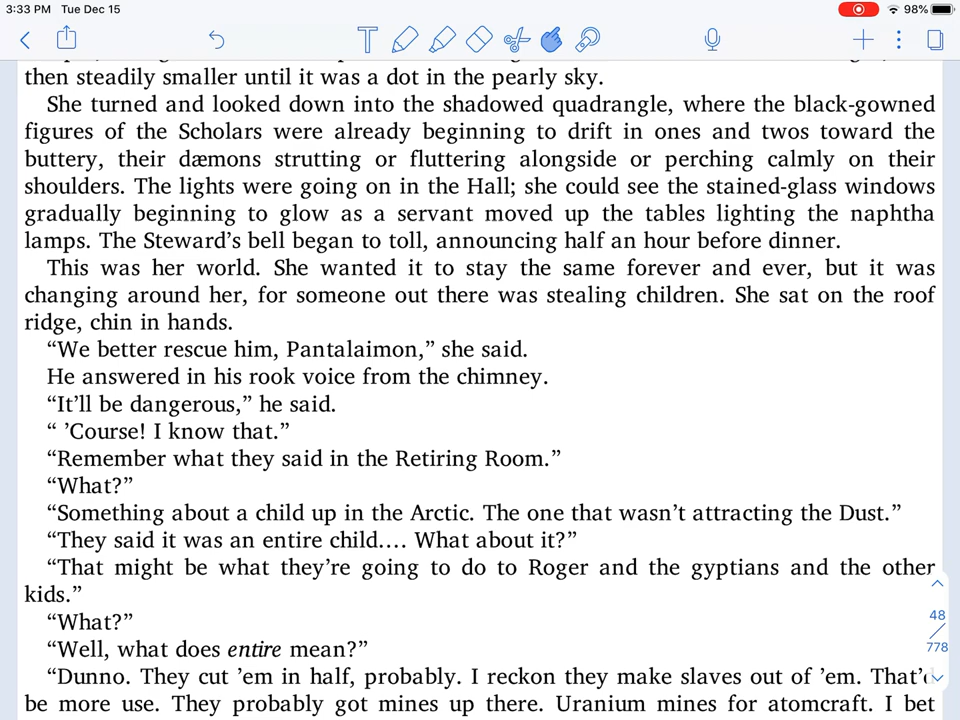 3:33 PM Tue Dec 15
98%
then steadily smaller until it was a dot in the pearly sky.
She turned and looked down into the shadowed quadrangle, where the black-gowned
figures of the Scholars were already beginning to drift in ones and twos toward the
buttery, their dæmons strutting or fluttering alongside or perching calmly on their
shoulders. The lights were going on in the Hall; she could see the stained-glass windows
gradually beginning to glow as a servant moved up the tables lighting the naphtha
lamps. The Steward’s bell began to toll, announcing half an hour before dinner.
This was her world. She wanted it to stay the same forever and ever, but it was
changing around her, for someone out there was stealing children. She sat on the roof
ridge, chin in hands.
“We better rescue him, Pantalaimon,” she said.
He answered in his rook voice from the chimney.
“It’ll be dangerous,” he said.
“ ’Course! I know that.”
“Remember what they said in the Retiring Room.”
“What?”
“Something about a child up in the Arctic. The one that wasn’t attracting the Dust.”
“They said it was an entire child…. What about it?”
“That might be what they’re going to do to Roger and the gyptians and the other
kids.”
“What?”
48
/
778
“Well, what does entire mean?”
“Dunno. They cut ’em in half, probably. I reckon they make slaves out of ’em. That’d
be more use. They probably got mines up there. Uranium mines for atomcraft. I bet